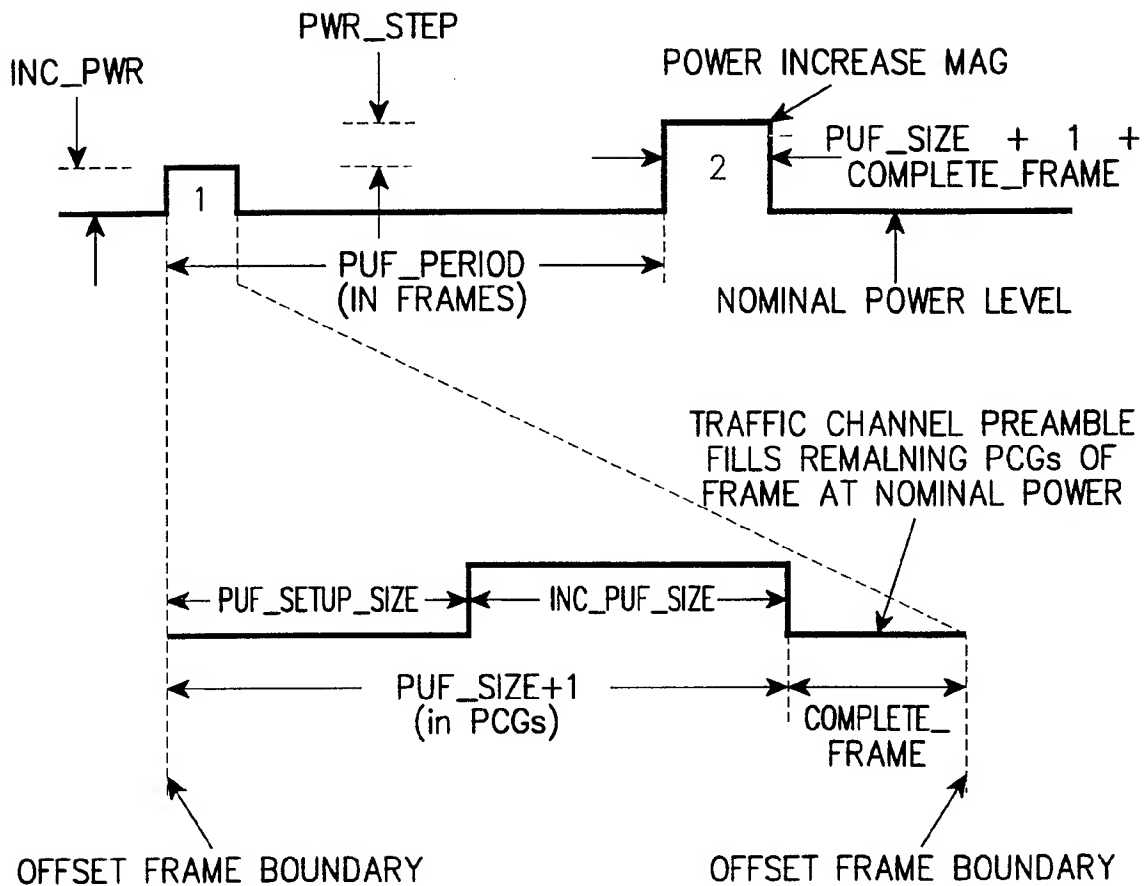 PWR_STEP
INC_PWR
POWER INCREASE MAG
PUF_SIZE + 1 +
COMPLETE_FRAME
1
2
PUF_PERIOD
(IN FRAMES)
NOMINAL POWER LEVEL
TRAFFIC CHANNEL PREAMBLE
FILLS REMALNING PCGs OF
FRAME AT NOMINAL POWER
PUF_SETUP_SIZE
INC_PUF_SIZE
PUF_SIZE+1
(in PCGs)
COMPLETE_
FRAME
OFFSET FRAME BOUNDARY
OFFSET FRAME BOUNDARY